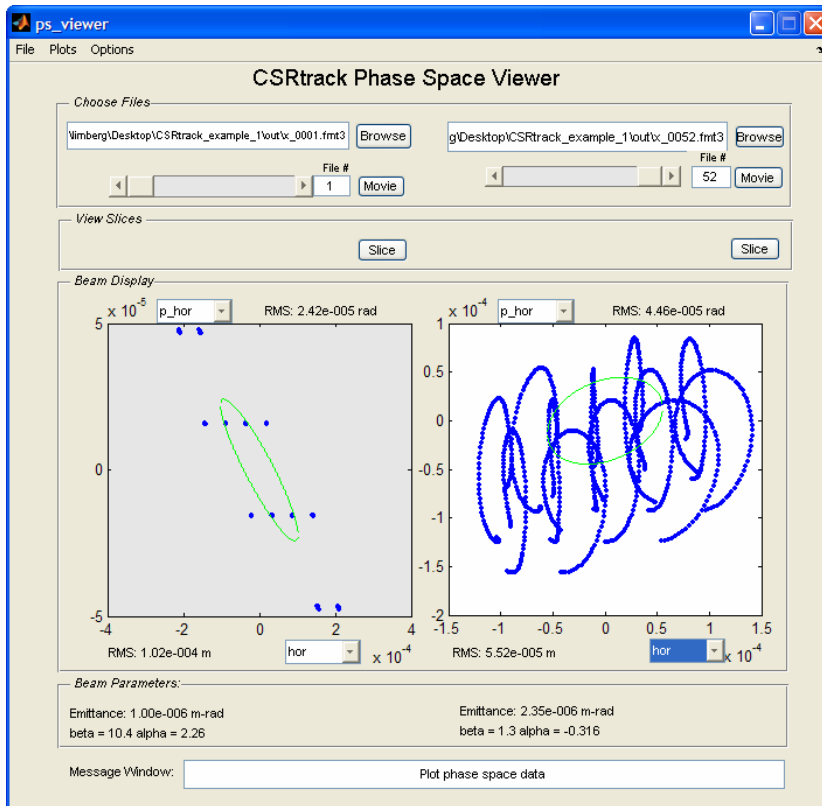 ps_viewer
File Plots Options
CSRtrack Phase Space Viewer
Choose Files
\limberg\Desktop\CSRtrack_example_1\out\x_0001.fmt3 Browse g\Desktop\CSRtrack_example_1\out\x_0052.fmt3 Browse
File # File #
1 Movie 52 Movie
View Slices
Slice Slice
Beam Display
x 10^-5 p_hor RMS: 2.42e-005 rad x 10^-4 p_hor RMS: 4.46e-005 rad
5 1
0.5
0 0
-0.5
-1
-1.5
-5 -2
-4 -2 0 2 4 -1.5 -1 -0.5 0 0.5 1 1.5
RMS: 1.02e-004 m hor x 10^-4 RMS: 5.52e-005 m hor x 10^-4
Beam Parameters:
Emittance: 1.00e-006 m-rad Emittance: 2.35e-006 m-rad
beta = 10.4 alpha = 2.26 beta = 1.3 alpha = -0.316
Message Window: Plot phase space data